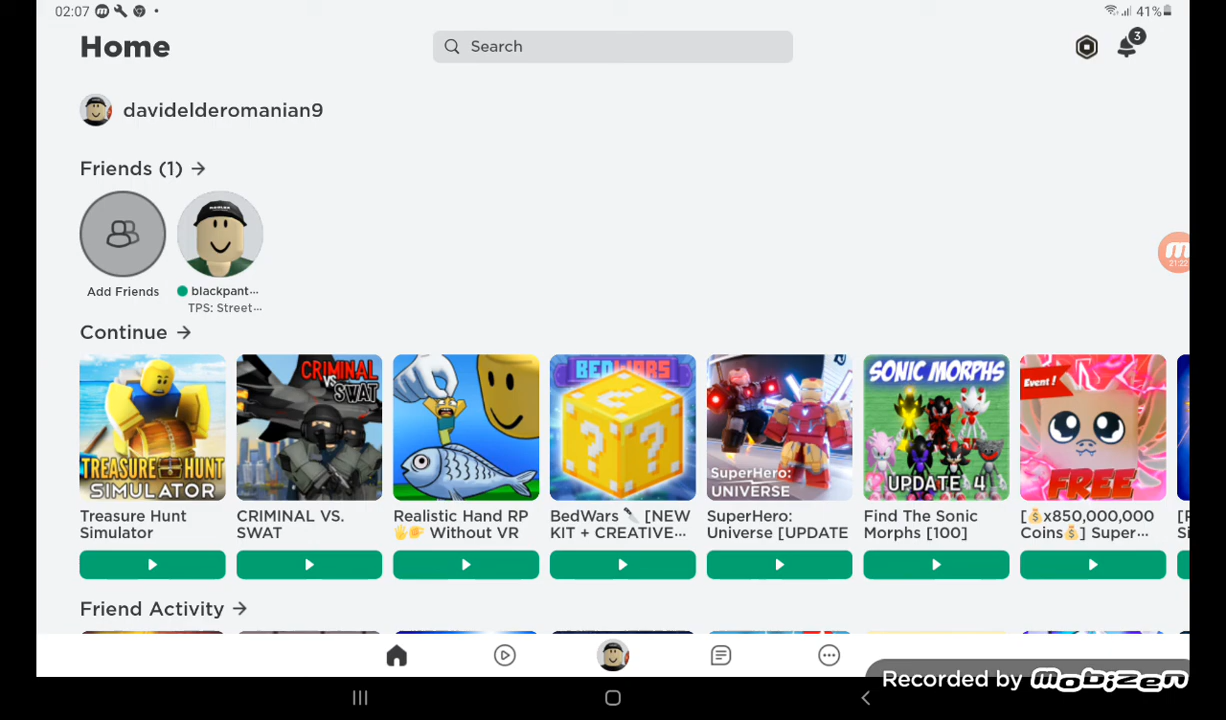 02:07
41%
Home
Search
3
davidelderomanian9
Friends (1)
Add Friends
blackpant...
TPS: Street...
21:22
Continue
TREASURE HUNT
SIMULATOR
CRIMINAL
VS
SWAT
BEDWARS
? ?
SuperHero:
UNIVERSE
SONIC MORPHS
UPDATE 4
Event!
FREE
Treasure Hunt
Simulator
CRIMINAL VS.
SWAT
Realistic Hand RP
🖐👉 Without VR
BedWars 🔪 [NEW
KIT + CREATIVE...
SuperHero:
Universe [UPDATE
Find The Sonic
Morphs [100]
[💰x850,000,000
Coins💰] Super...
Friend Activity
Recorded by mobizen